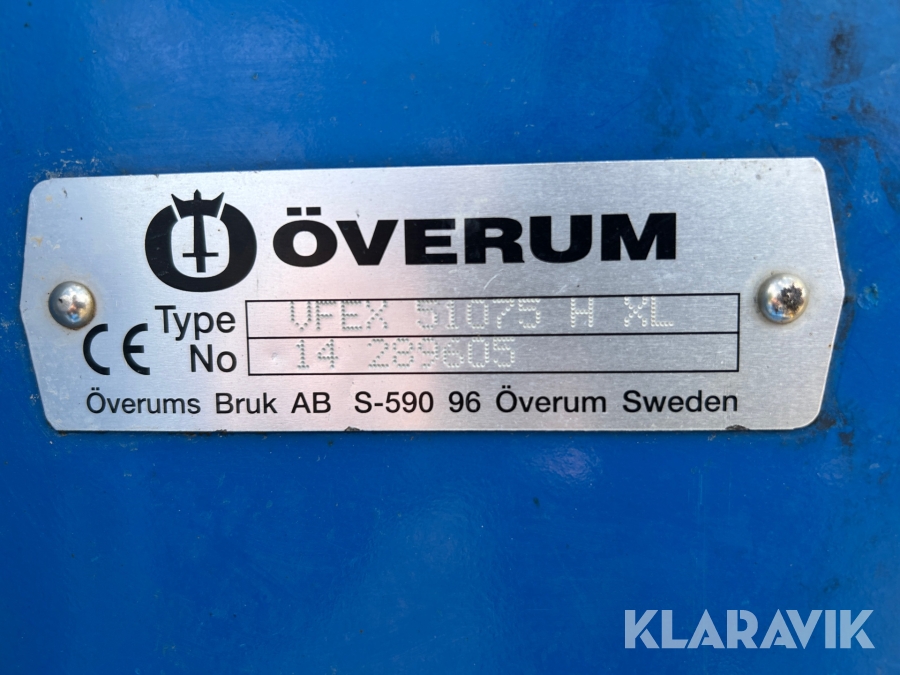 ÖVERUM
Type VFEX 51075 H XL
CE No 14 289605
Överums Bruk AB S-590 96 Överum Sweden
KLARAVIK